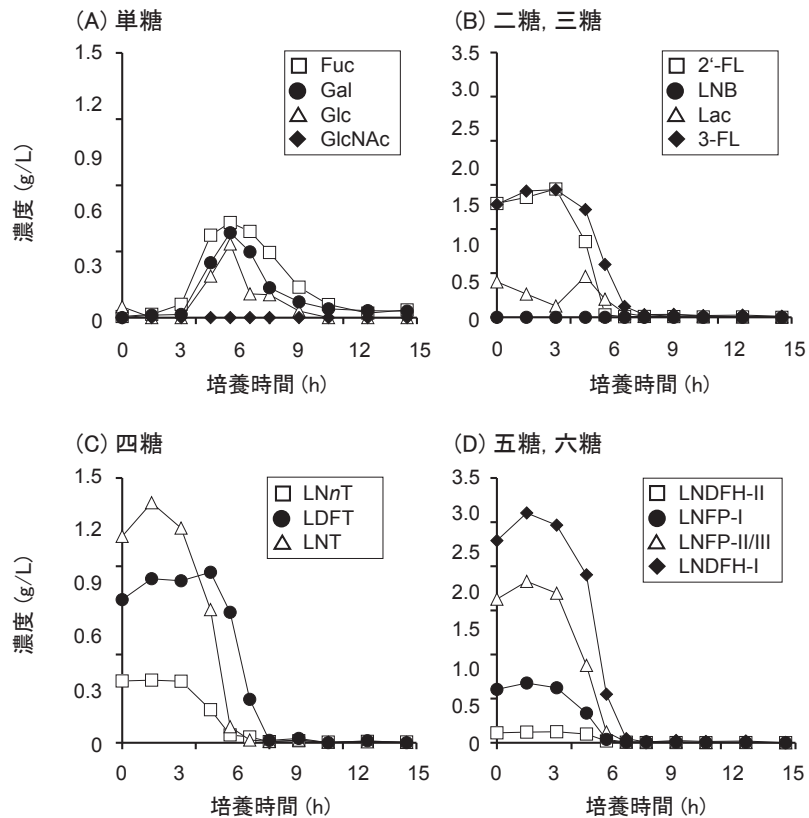 (A) 単糖
濃度 (g/L)
1.5
1.2
0.9
0.6
0.3
0
Fuc
Gal
Glc
GlcNAc
0 3 6 9 12 15
培養時間 (h)
(B) 二糖, 三糖
3.5
3.0
2.5
2.0
1.5
1.0
0.5
0
2'-FL
LNB
Lac
3-FL
0 3 6 9 12 15
培養時間 (h)
(C) 四糖
濃度 (g/L)
1.5
1.2
0.9
0.6
0.3
0
LNnT
LDFT
LNT
0 3 6 9 12 15
培養時間 (h)
(D) 五糖, 六糖
3.5
3.0
2.5
2.0
1.5
1.0
0.5
0
LNDFH-II
LNFP-I
LNFP-II/III
LNDFH-I
0 3 6 9 12 15
培養時間 (h)